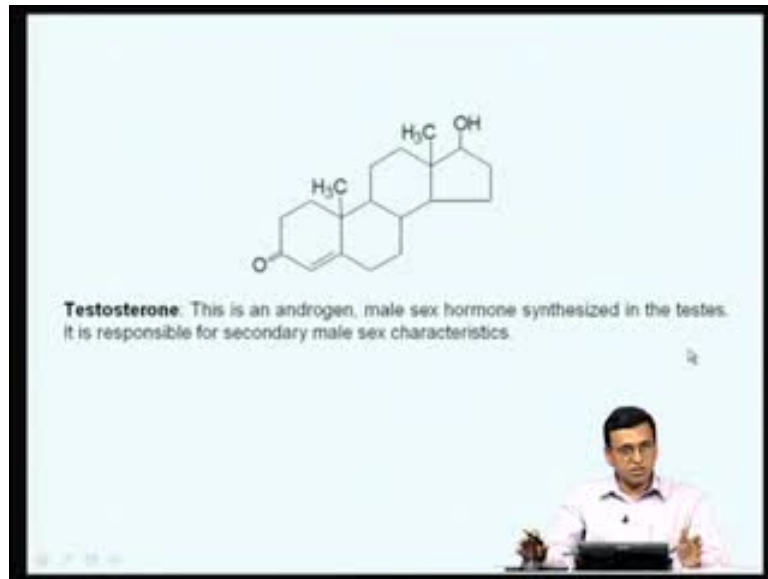 H₃C OH
H₃C
O
Testosterone: This is an androgen, male sex hormone synthesized in the testes.
It is responsible for secondary male sex characteristics.